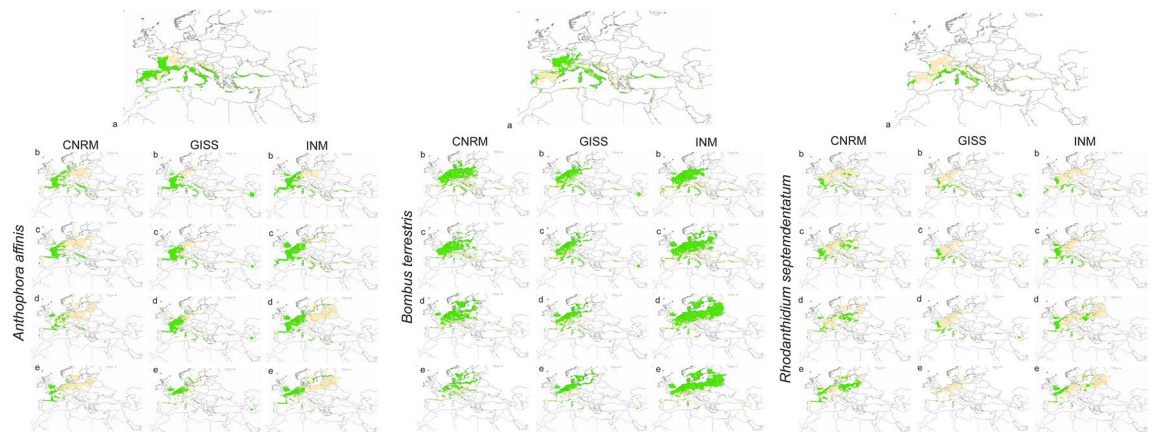 a
CNRM GISS INM
b b b
c c c
d d d
e e e
Anthophora affinis
a
CNRM GISS INM
b b b
c c c
d d d
e e e
Bombus terrestris
a
CNRM GISS INM
b b b
c c c
d d d
e e e
Rhodanthidium septemdentatum